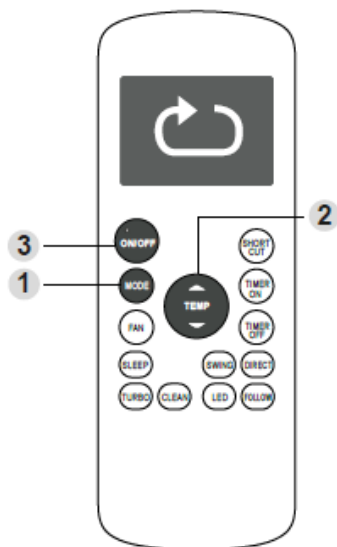 2
3
ON/OFF
SHORT
CUT
1
MODE
TEMP
TIMER
ON
FAN
TIMER
OFF
SLEEP
SWING
DIRECT
TURBO
CLEAN
LED
FOLLOW